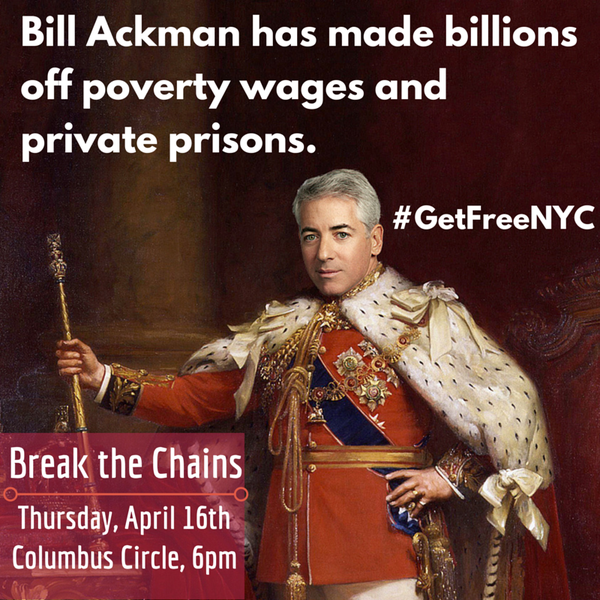 Bill Ackman has made billions
off poverty wages and
private prisons.
#GetFreeNYC
Break the Chains
Thursday, April 16th
Columbus Circle, 6pm